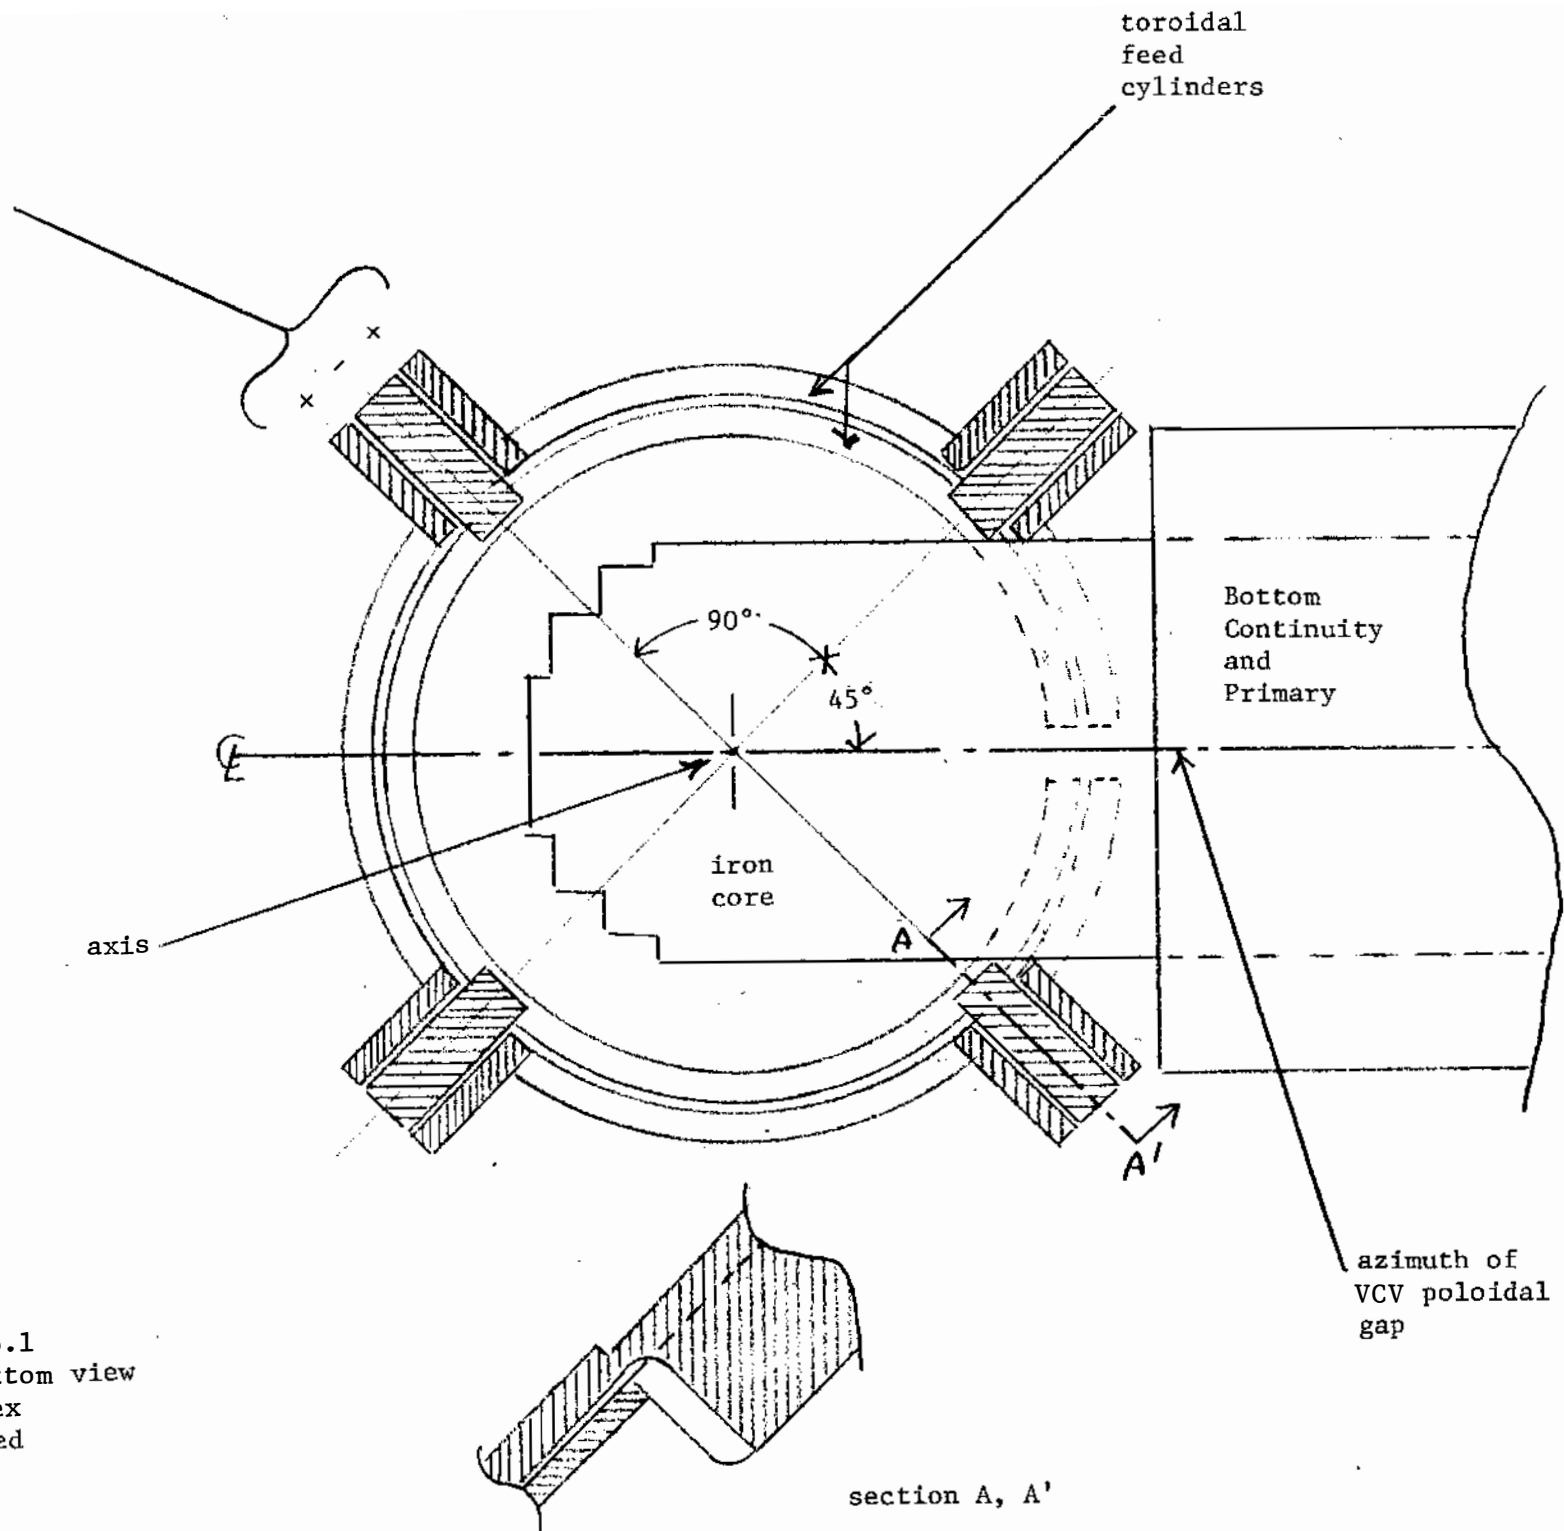 toroidal
feed
cylinders
90°
45°
Bottom
Continuity
and
Primary
℄
iron
core
axis
A
A'
azimuth of
VCV poloidal
gap
.1
tom view
ex
ed
section A, A'